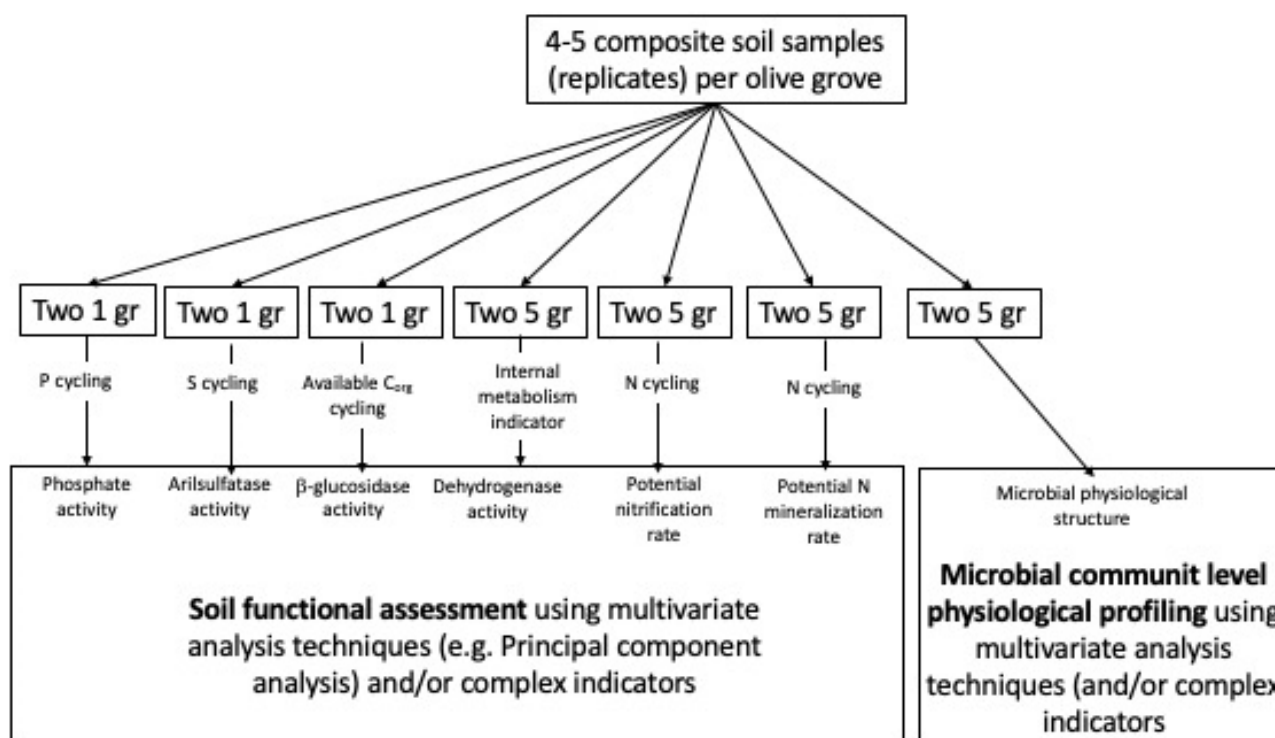 4-5 composite soil samples
(replicates) per olive grove
Two 1 gr
Two 1 gr
Two 1 gr
Two 5 gr
Two 5 gr
Two 5 gr
Two 5 gr
P cycling
S cycling
Available Corg
cycling
Internal
metabolism
indicator
N cycling
N cycling
Phosphate
activity
Arilsulfatase
activity
β-glucosidase
activity
Dehydrogenase
activity
Potential
nitrification
rate
Potential N
mineralization
rate
Microbial physiological
structure
Soil functional assessment using multivariate
analysis techniques (e.g. Principal component
analysis) and/or complex indicators
Microbial communit level
physiological profiling using
multivariate analysis
techniques (and/or complex
indicators